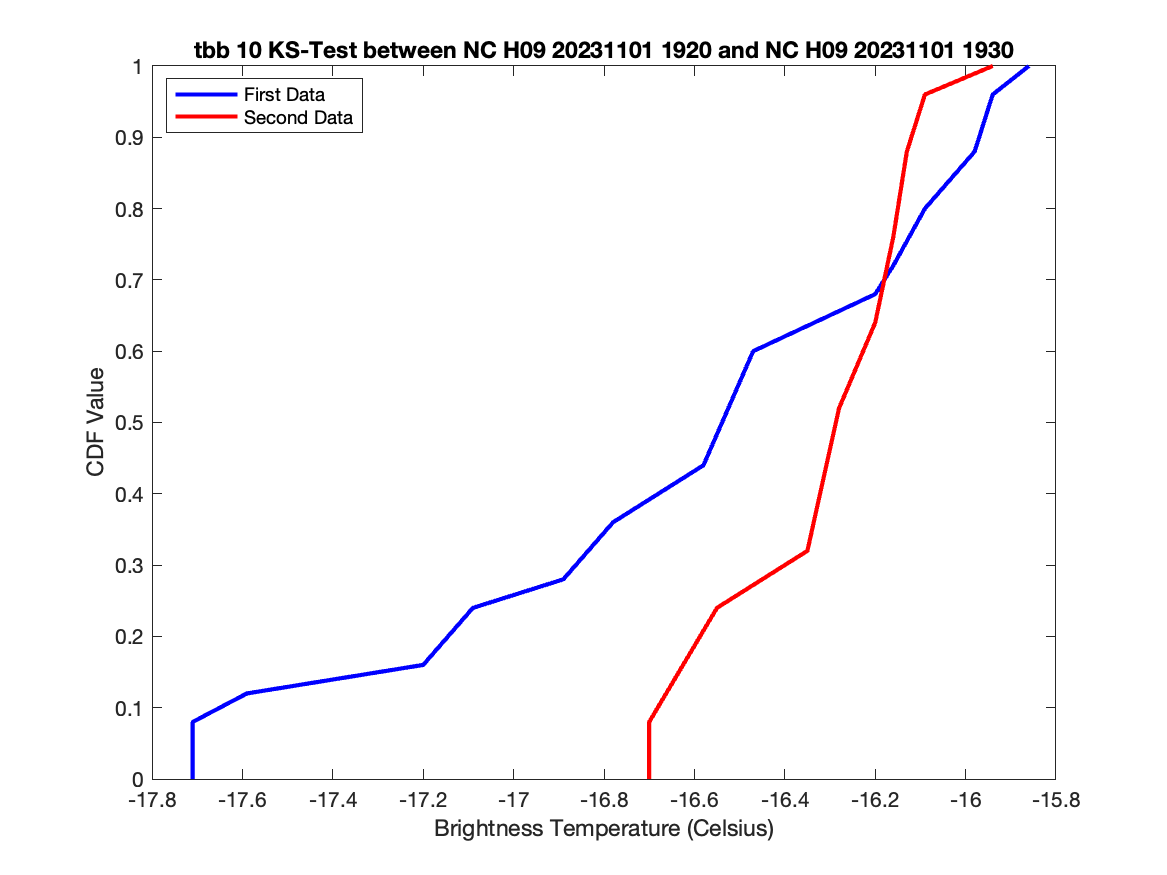 tbb 10 KS-Test between NC H09 20231101 1920 and NC H09 20231101 1930
First Data
Second Data
1
0.9
0.8
0.7
0.6
0.5
0.4
0.3
0.2
0.1
0
CDF Value
-17.8 -17.6 -17.4 -17.2 -17 -16.8 -16.6 -16.4 -16.2 -16 -15.8
Brightness Temperature (Celsius)